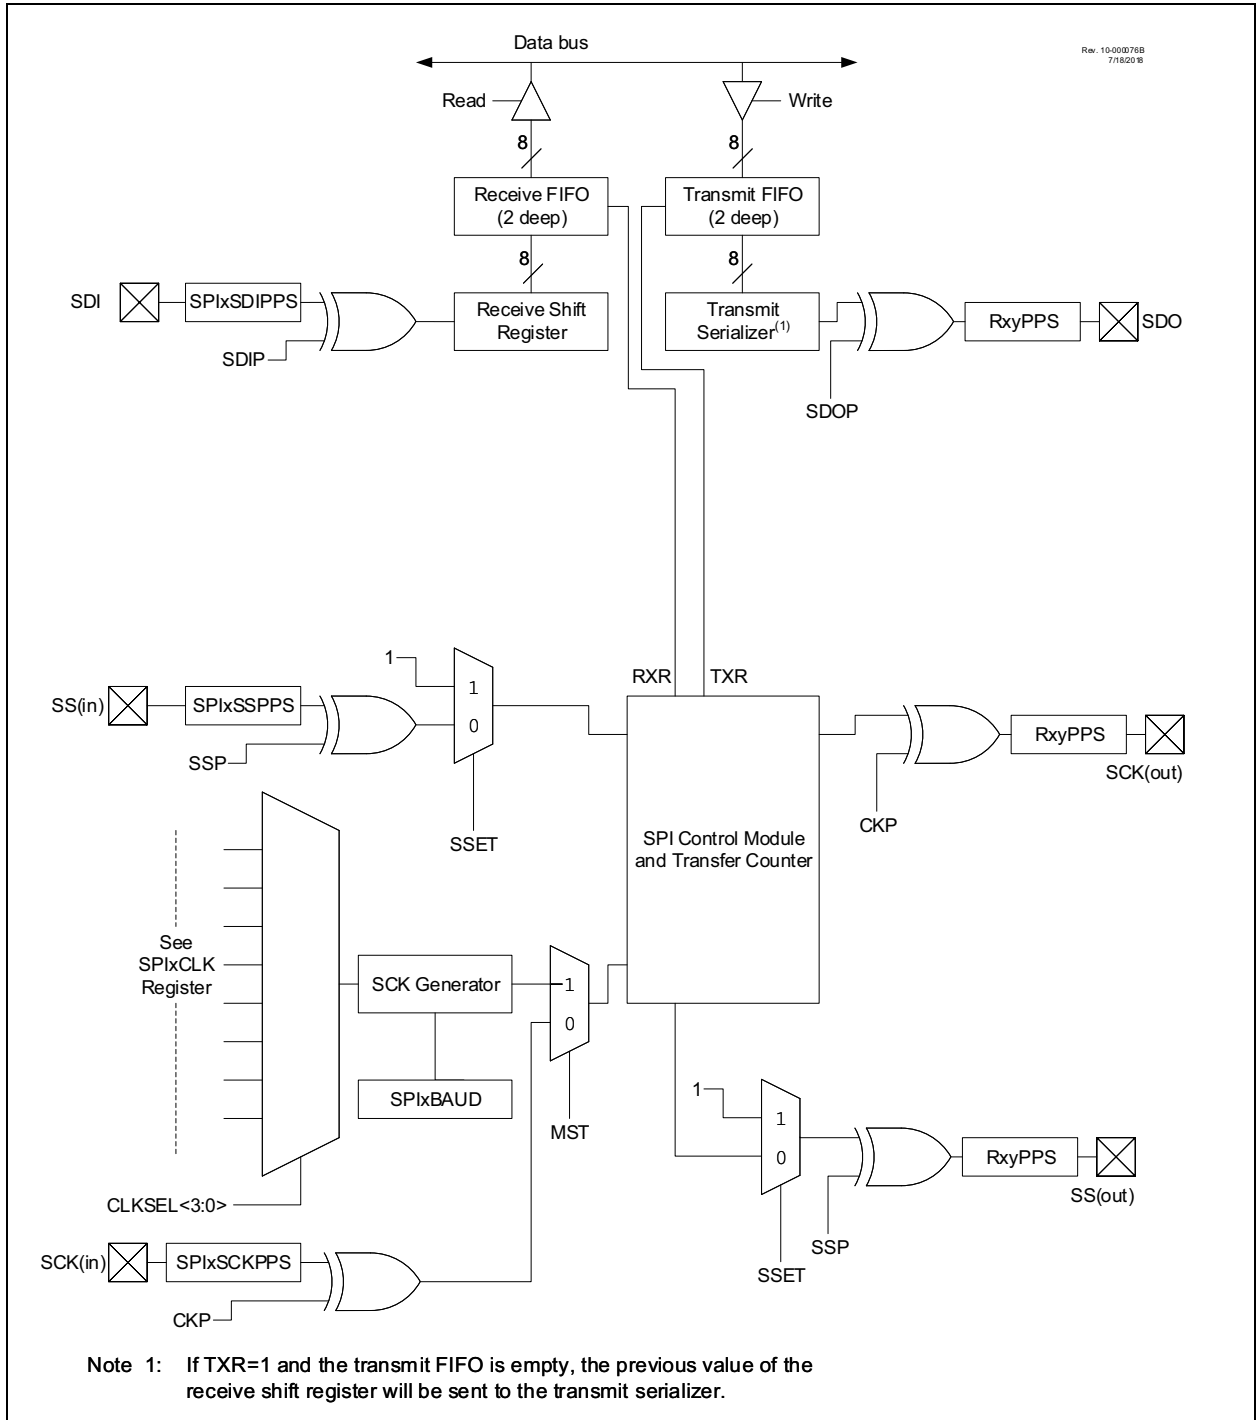 Data bus
Rev. 10-000076B
7/18/2018
Read
Write
8
8
Receive FIFO
(2 deep)
Transmit FIFO
(2 deep)
8
8
SDI
SPIxSDIPPS
SDIP
Receive Shift
Register
Transmit
Serializer(1)
SDOP
RxyPPS
SDO
RXR
TXR
1
SS(in)
SPIxSSPPS
SSP
1
0
SSET
SPI Control Module
and Transfer Counter
RxyPPS
SCK(out)
CKP
See
SPIxCLK
Register
SCK Generator
1
0
SPIxBAUD
MST
CLKSEL<3:0>
1
1
0
SSET
SSP
RxyPPS
SS(out)
SCK(in)
SPIxSCKPPS
CKP
Note 1: If TXR=1 and the transmit FIFO is empty, the previous value of the
receive shift register will be sent to the transmit serializer.